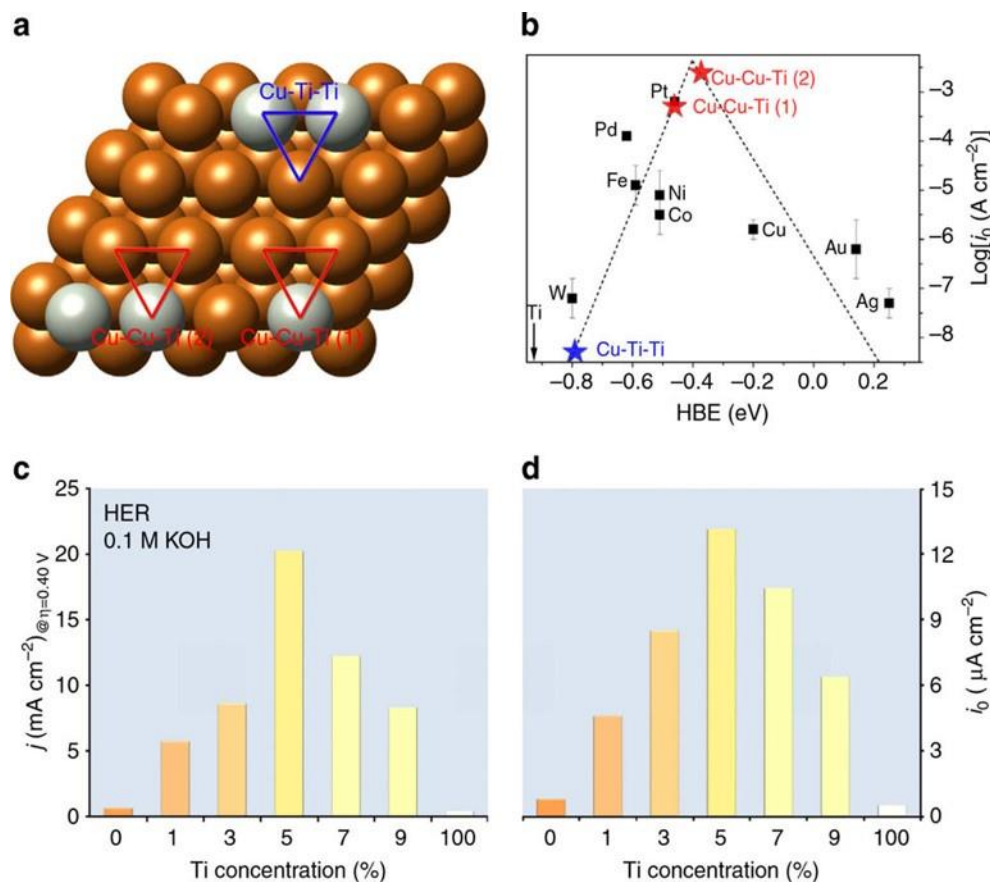 a
Cu-Ti-Ti
Cu-Cu-Ti (2)
Cu-Cu-Ti (1)
b
Cu-Cu-Ti (2)
Pt
Cu-Cu-Ti (1)
Pd
Fe
Ni
Co
Cu
Au
W
Ag
Ti
Cu-Ti-Ti
−3
−4
−5
−6
−7
−8
Log[i0 (A cm−2)]
−0.8 −0.6 −0.4 −0.2 0.0 0.2
HBE (eV)
c
HER
0.1 M KOH
25
20
15
10
5
0
j (mA cm−2)@η=0.40 V
0 1 3 5 7 9 100
Ti concentration (%)
d
15
12
9
6
3
0
i0 ( μA cm−2)
0 1 3 5 7 9 100
Ti concentration (%)